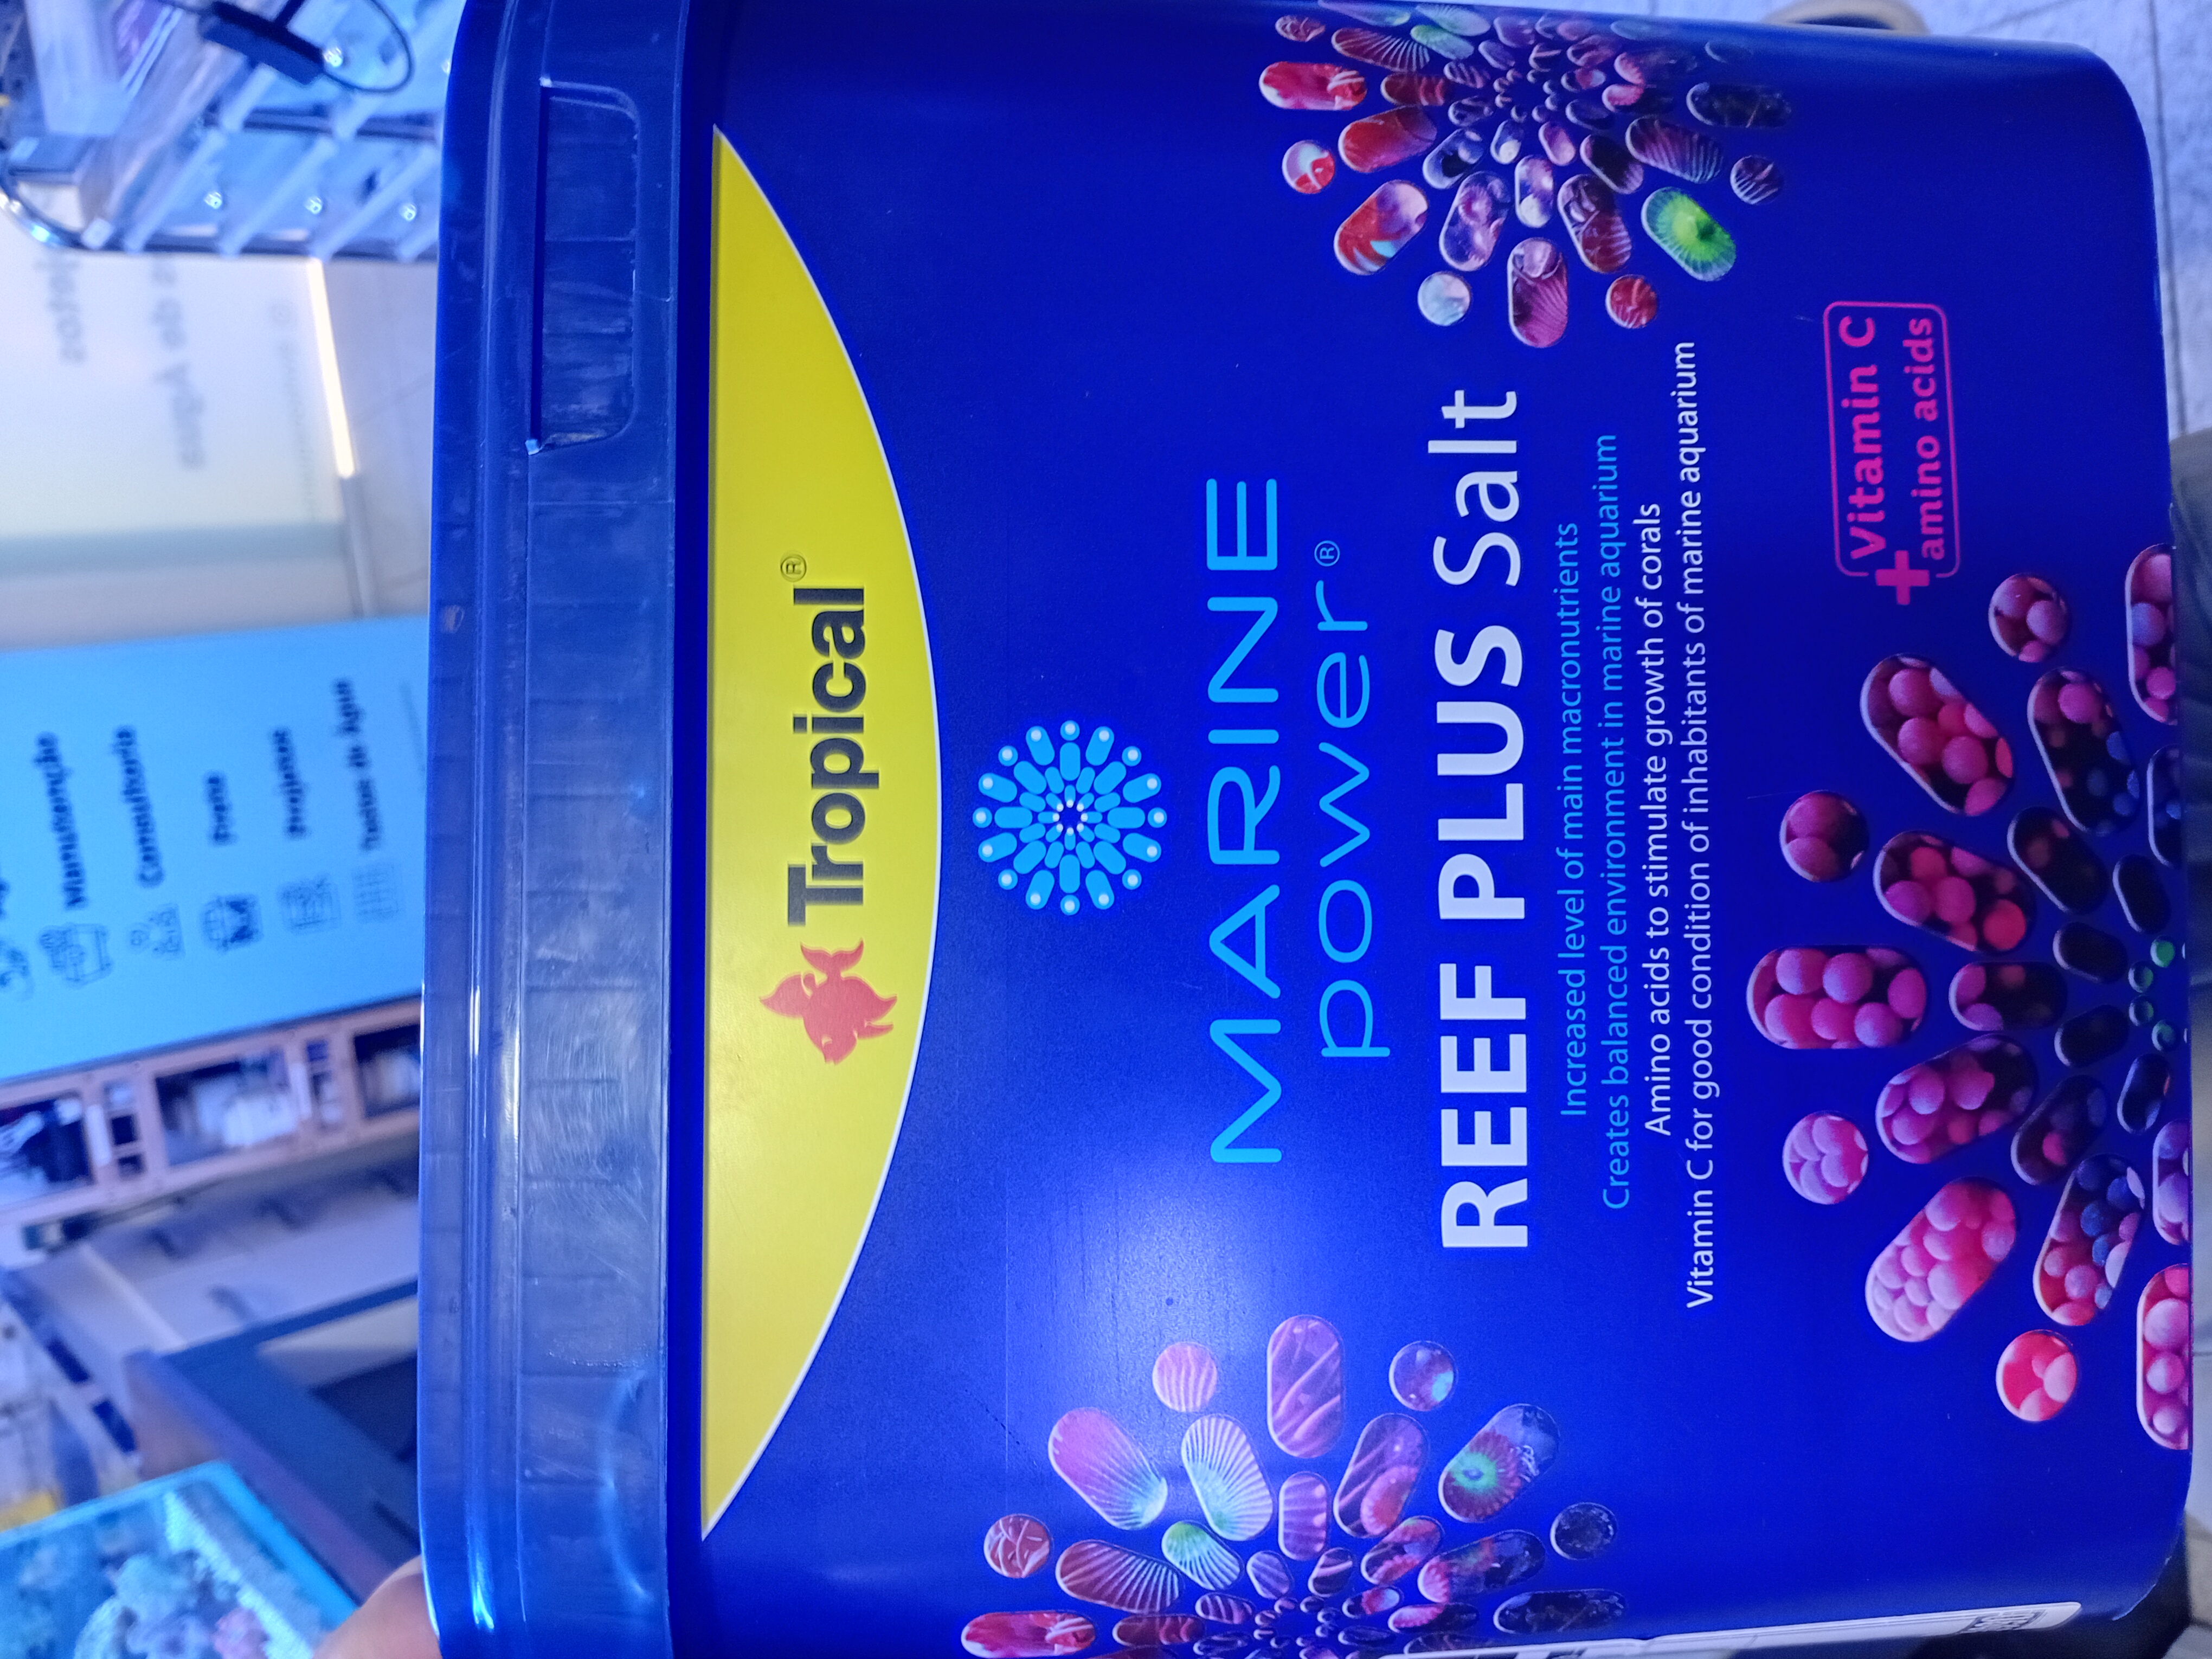 Tropical®
MARINE
power®
REEF PLUS Salt
Increased level of main macronutrients
Creates balanced environment in marine aquarium
Amino acids to stimulate growth of corals
Vitamin C for good condition of inhabitants of marine aquarium
+ Vitamin C
amino acids
Manutenção
Consultoria
Frete
Projetos
Testes de Água